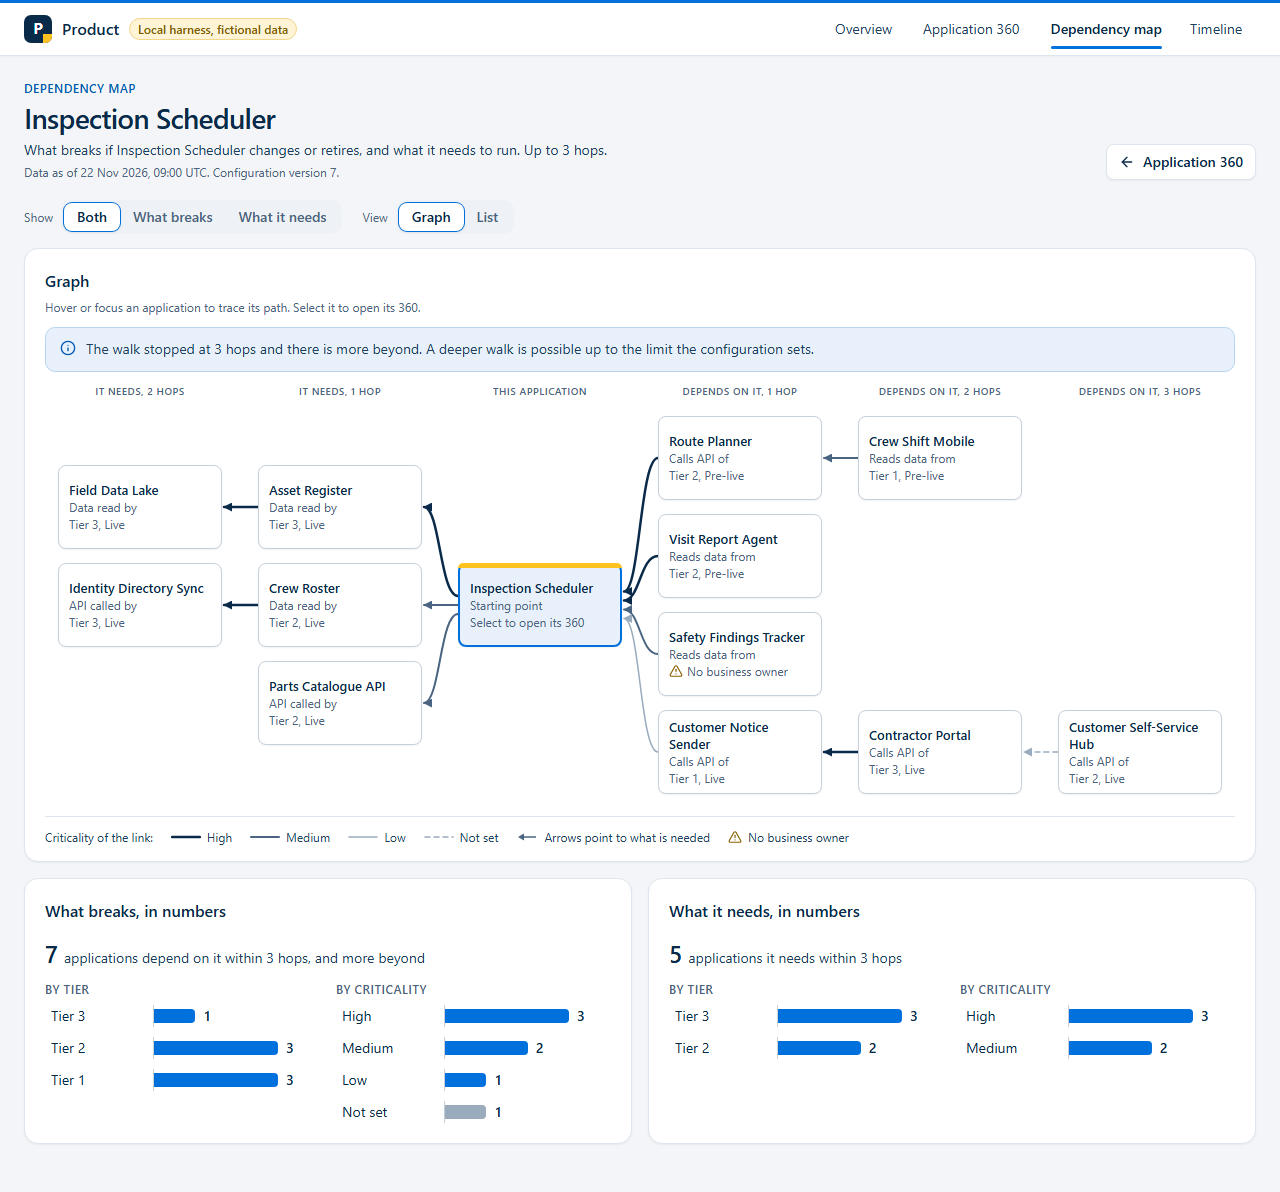 P Product Local harness, fictional data Overview Application 360 Dependency map Timeline
DEPENDENCY MAP
Inspection Scheduler
What breaks if Inspection Scheduler changes or retires, and what it needs to run. Up to 3 hops.
Data as of 22 Nov 2026, 09:00 UTC. Configuration version 7.
Application 360
Show Both What breaks What it needs View Graph List
Graph
Hover or focus an application to trace its path. Select it to open its 360.
The walk stopped at 3 hops and there is more beyond. A deeper walk is possible up to the limit the configuration sets.
IT NEEDS, 2 HOPS IT NEEDS, 1 HOP THIS APPLICATION DEPENDS ON IT, 1 HOP DEPENDS ON IT, 2 HOPS DEPENDS ON IT, 3 HOPS
Field Data Lake
Data read by
Tier 3, Live
Identity Directory Sync
API called by
Tier 3, Live
Asset Register
Data read by
Tier 3, Live
Crew Roster
Data read by
Tier 2, Live
Parts Catalogue API
API called by
Tier 2, Live
Inspection Scheduler
Starting point
Select to open its 360
Route Planner
Calls API of
Tier 2, Pre-live
Visit Report Agent
Reads data from
Tier 2, Pre-live
Safety Findings Tracker
Reads data from
No business owner
Customer Notice
Sender
Calls API of
Tier 1, Live
Crew Shift Mobile
Reads data from
Tier 1, Pre-live
Contractor Portal
Calls API of
Tier 3, Live
Customer Self-Service
Hub
Calls API of
Tier 2, Live
Criticality of the link: High Medium Low Not set Arrows point to what is needed No business owner
What breaks, in numbers
7 applications depend on it within 3 hops, and more beyond
BY TIER
Tier 3 1
Tier 2 3
Tier 1 3
BY CRITICALITY
High 3
Medium 2
Low 1
Not set 1
What it needs, in numbers
5 applications it needs within 3 hops
BY TIER
Tier 3 3
Tier 2 2
BY CRITICALITY
High 3
Medium 2